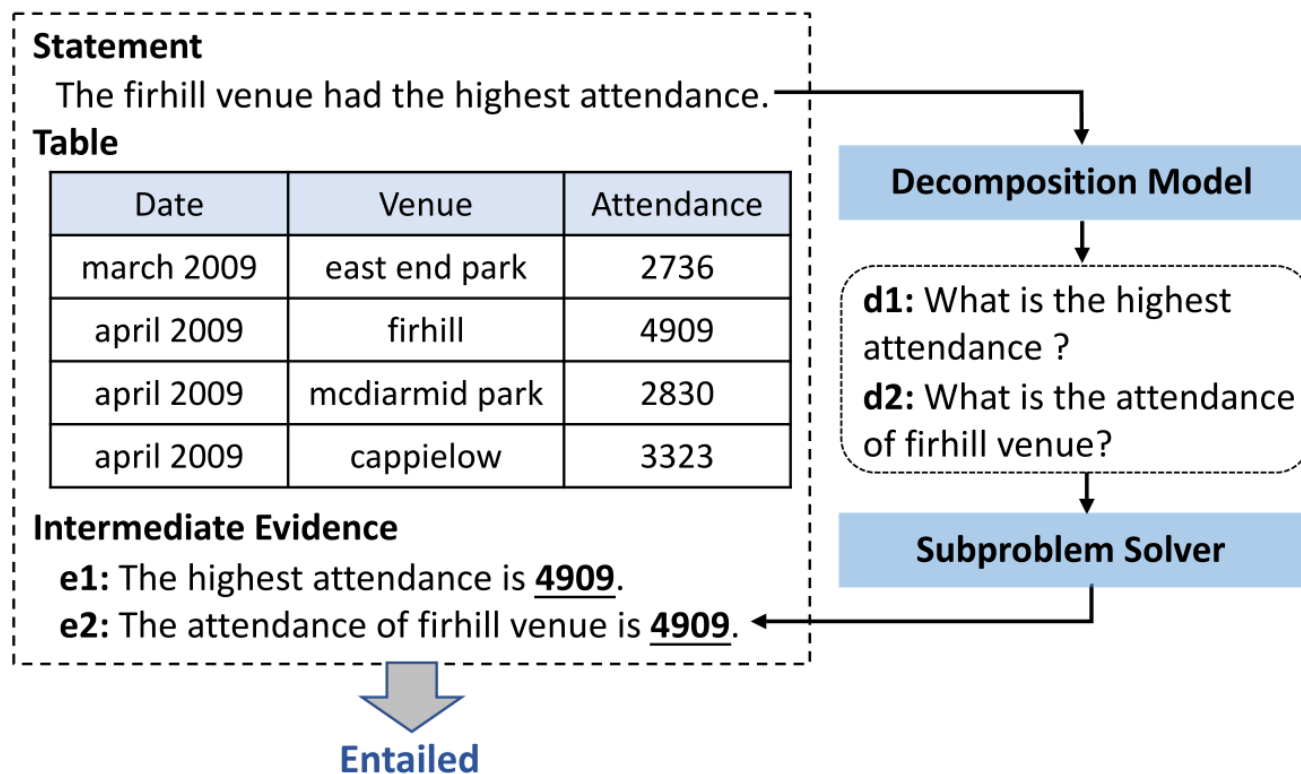 Statement
The firhill venue had the highest attendance.
Table
Date Venue Attendance
march 2009 east end park 2736
april 2009 firhill 4909
april 2009 mcdiarmid park 2830
april 2009 cappielow 3323
Intermediate Evidence
e1: The highest attendance is 4909.
e2: The attendance of firhill venue is 4909.
Entailed
Decomposition Model
d1: What is the highest
attendance ?
d2: What is the attendance
of firhill venue?
Subproblem Solver